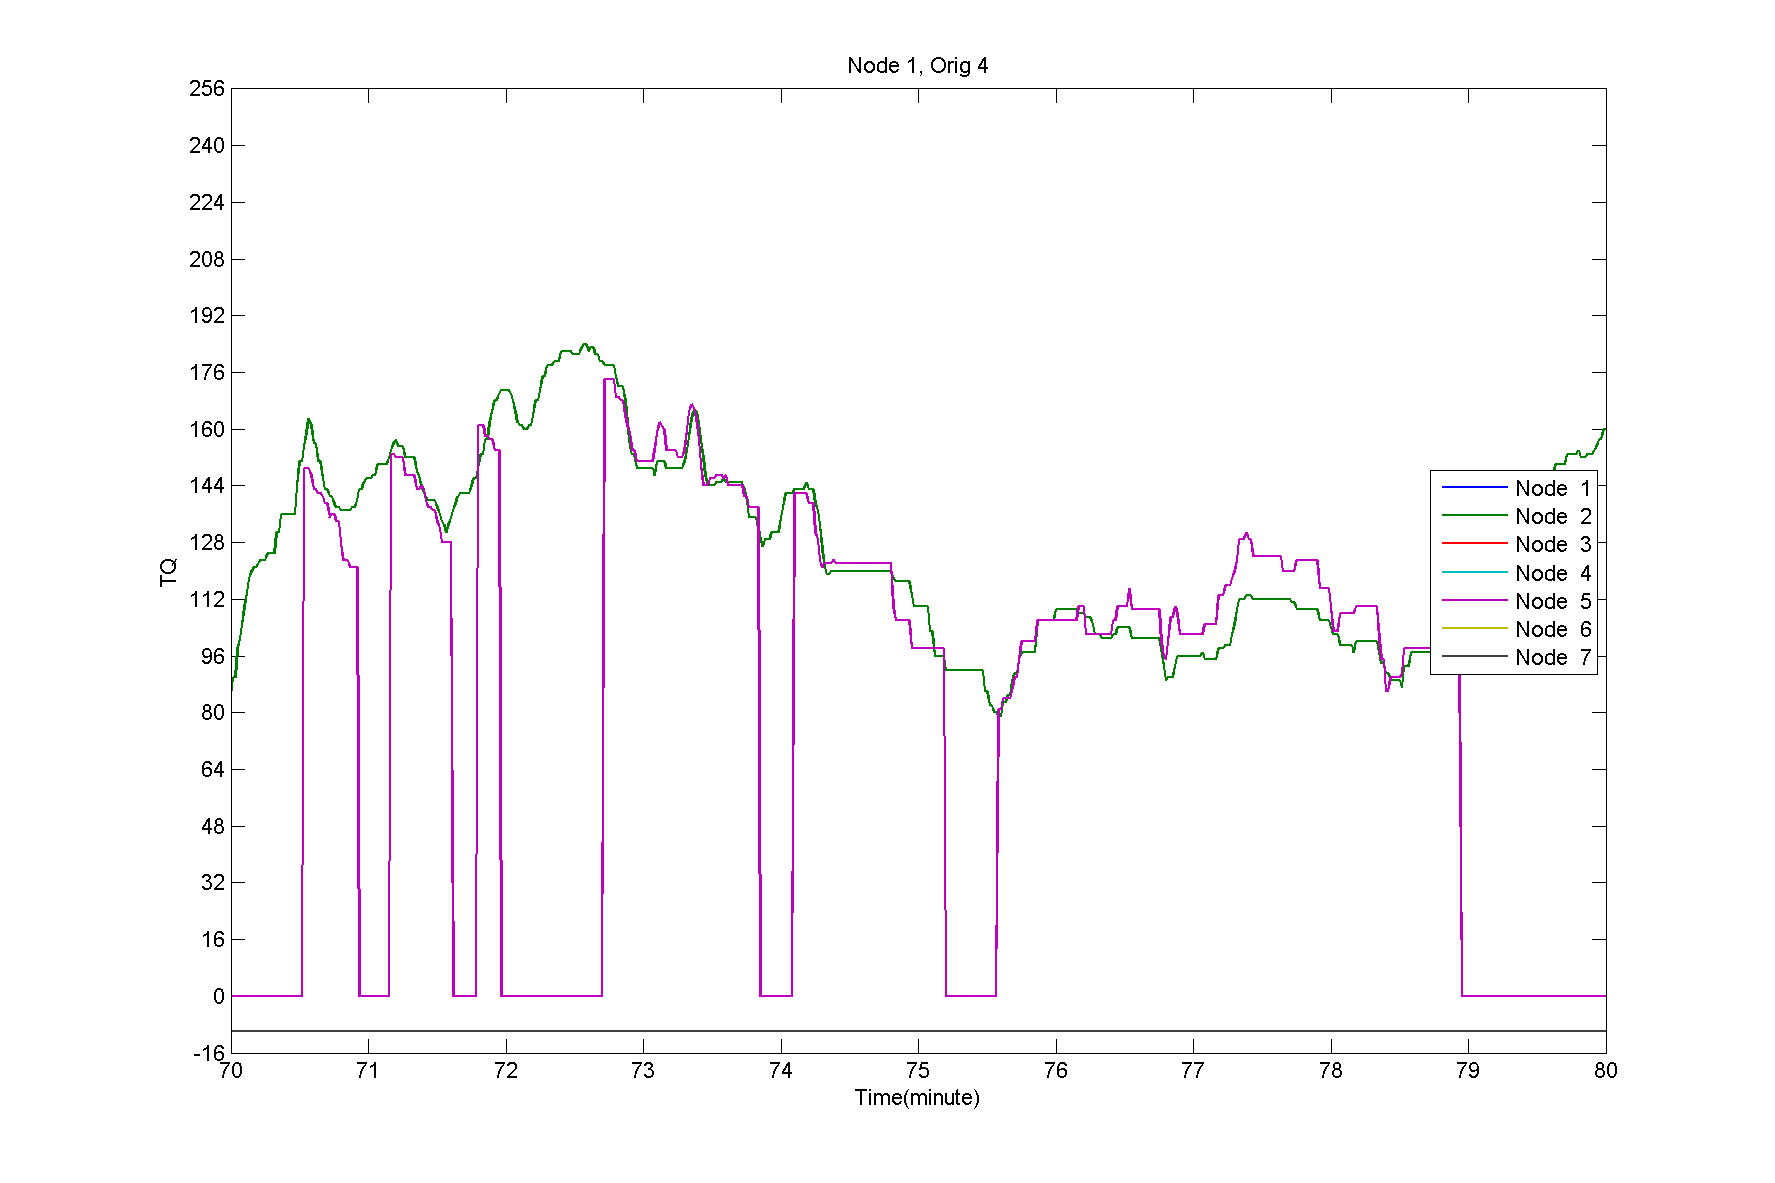 Node 1, Orig 4
256
240
224
208
192
176
160
144
128
112
96
80
64
48
32
16
0
-16
TQ
Node 1
Node 2
Node 3
Node 4
Node 5
Node 6
Node 7
70 71 72 73 74 75 76 77 78 79 80
Time(minute)